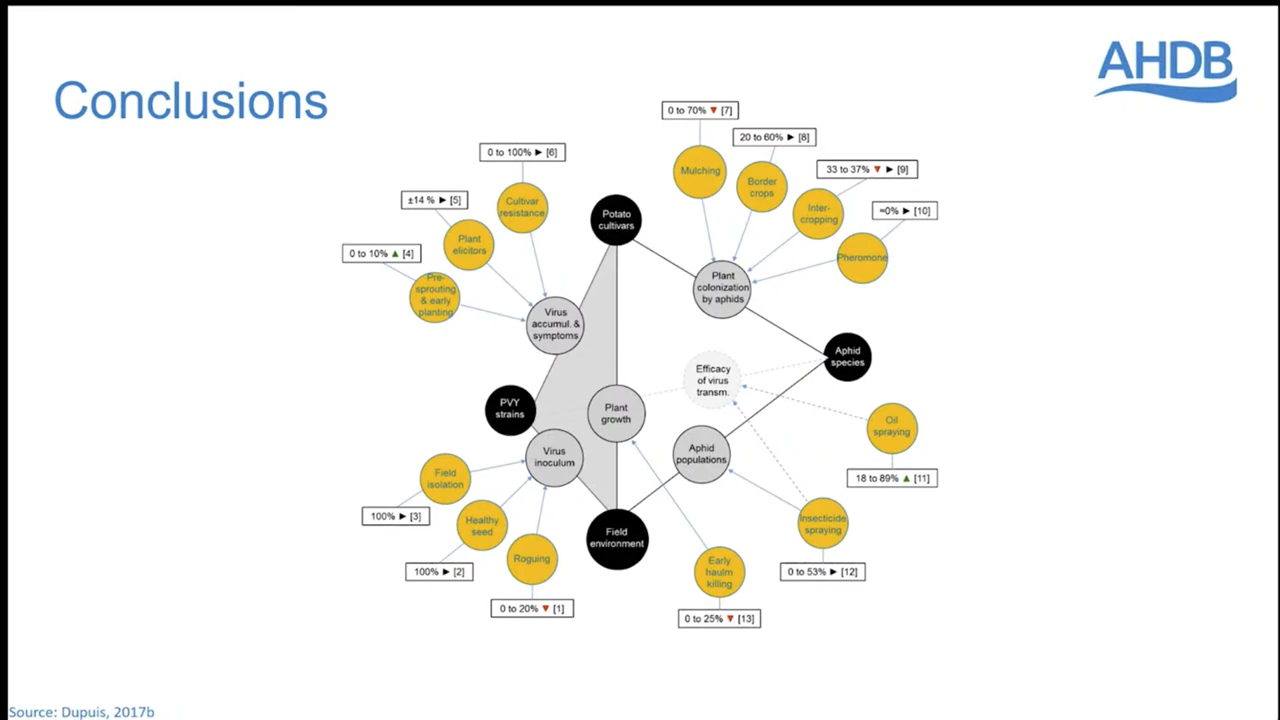 AHDB
Conclusions
0 to 70% ▼ [7]
20 to 60% ► [8]
0 to 100% ► [6]
33 to 37% ▼ ► [9]
Mulching
Border
crops
±14 % ► [5]
Cultivar
resistance
Inter-
cropping
≈0% ► [10]
Potato
cultivars
0 to 10% ▲ [4]
Plant
elicitors
Pheromone
Pre-
sprouting
& early
planting
Plant
colonization
by aphids
Virus
accumul. &
symptoms
Aphid
species
Efficacy
of virus
transm.
PVY
strains
Plant
growth
Oil
spraying
Virus
inoculum
Aphid
populations
18 to 89% ▲ [11]
Field
isolation
100% ► [3]
Healthy
seed
Field
environment
Insecticide
spraying
Roguing
Early
haulm
killing
100% ► [2]
0 to 53% ► [12]
0 to 20% ▼ [1]
0 to 25% ▼ [13]
Source: Dupuis, 2017b